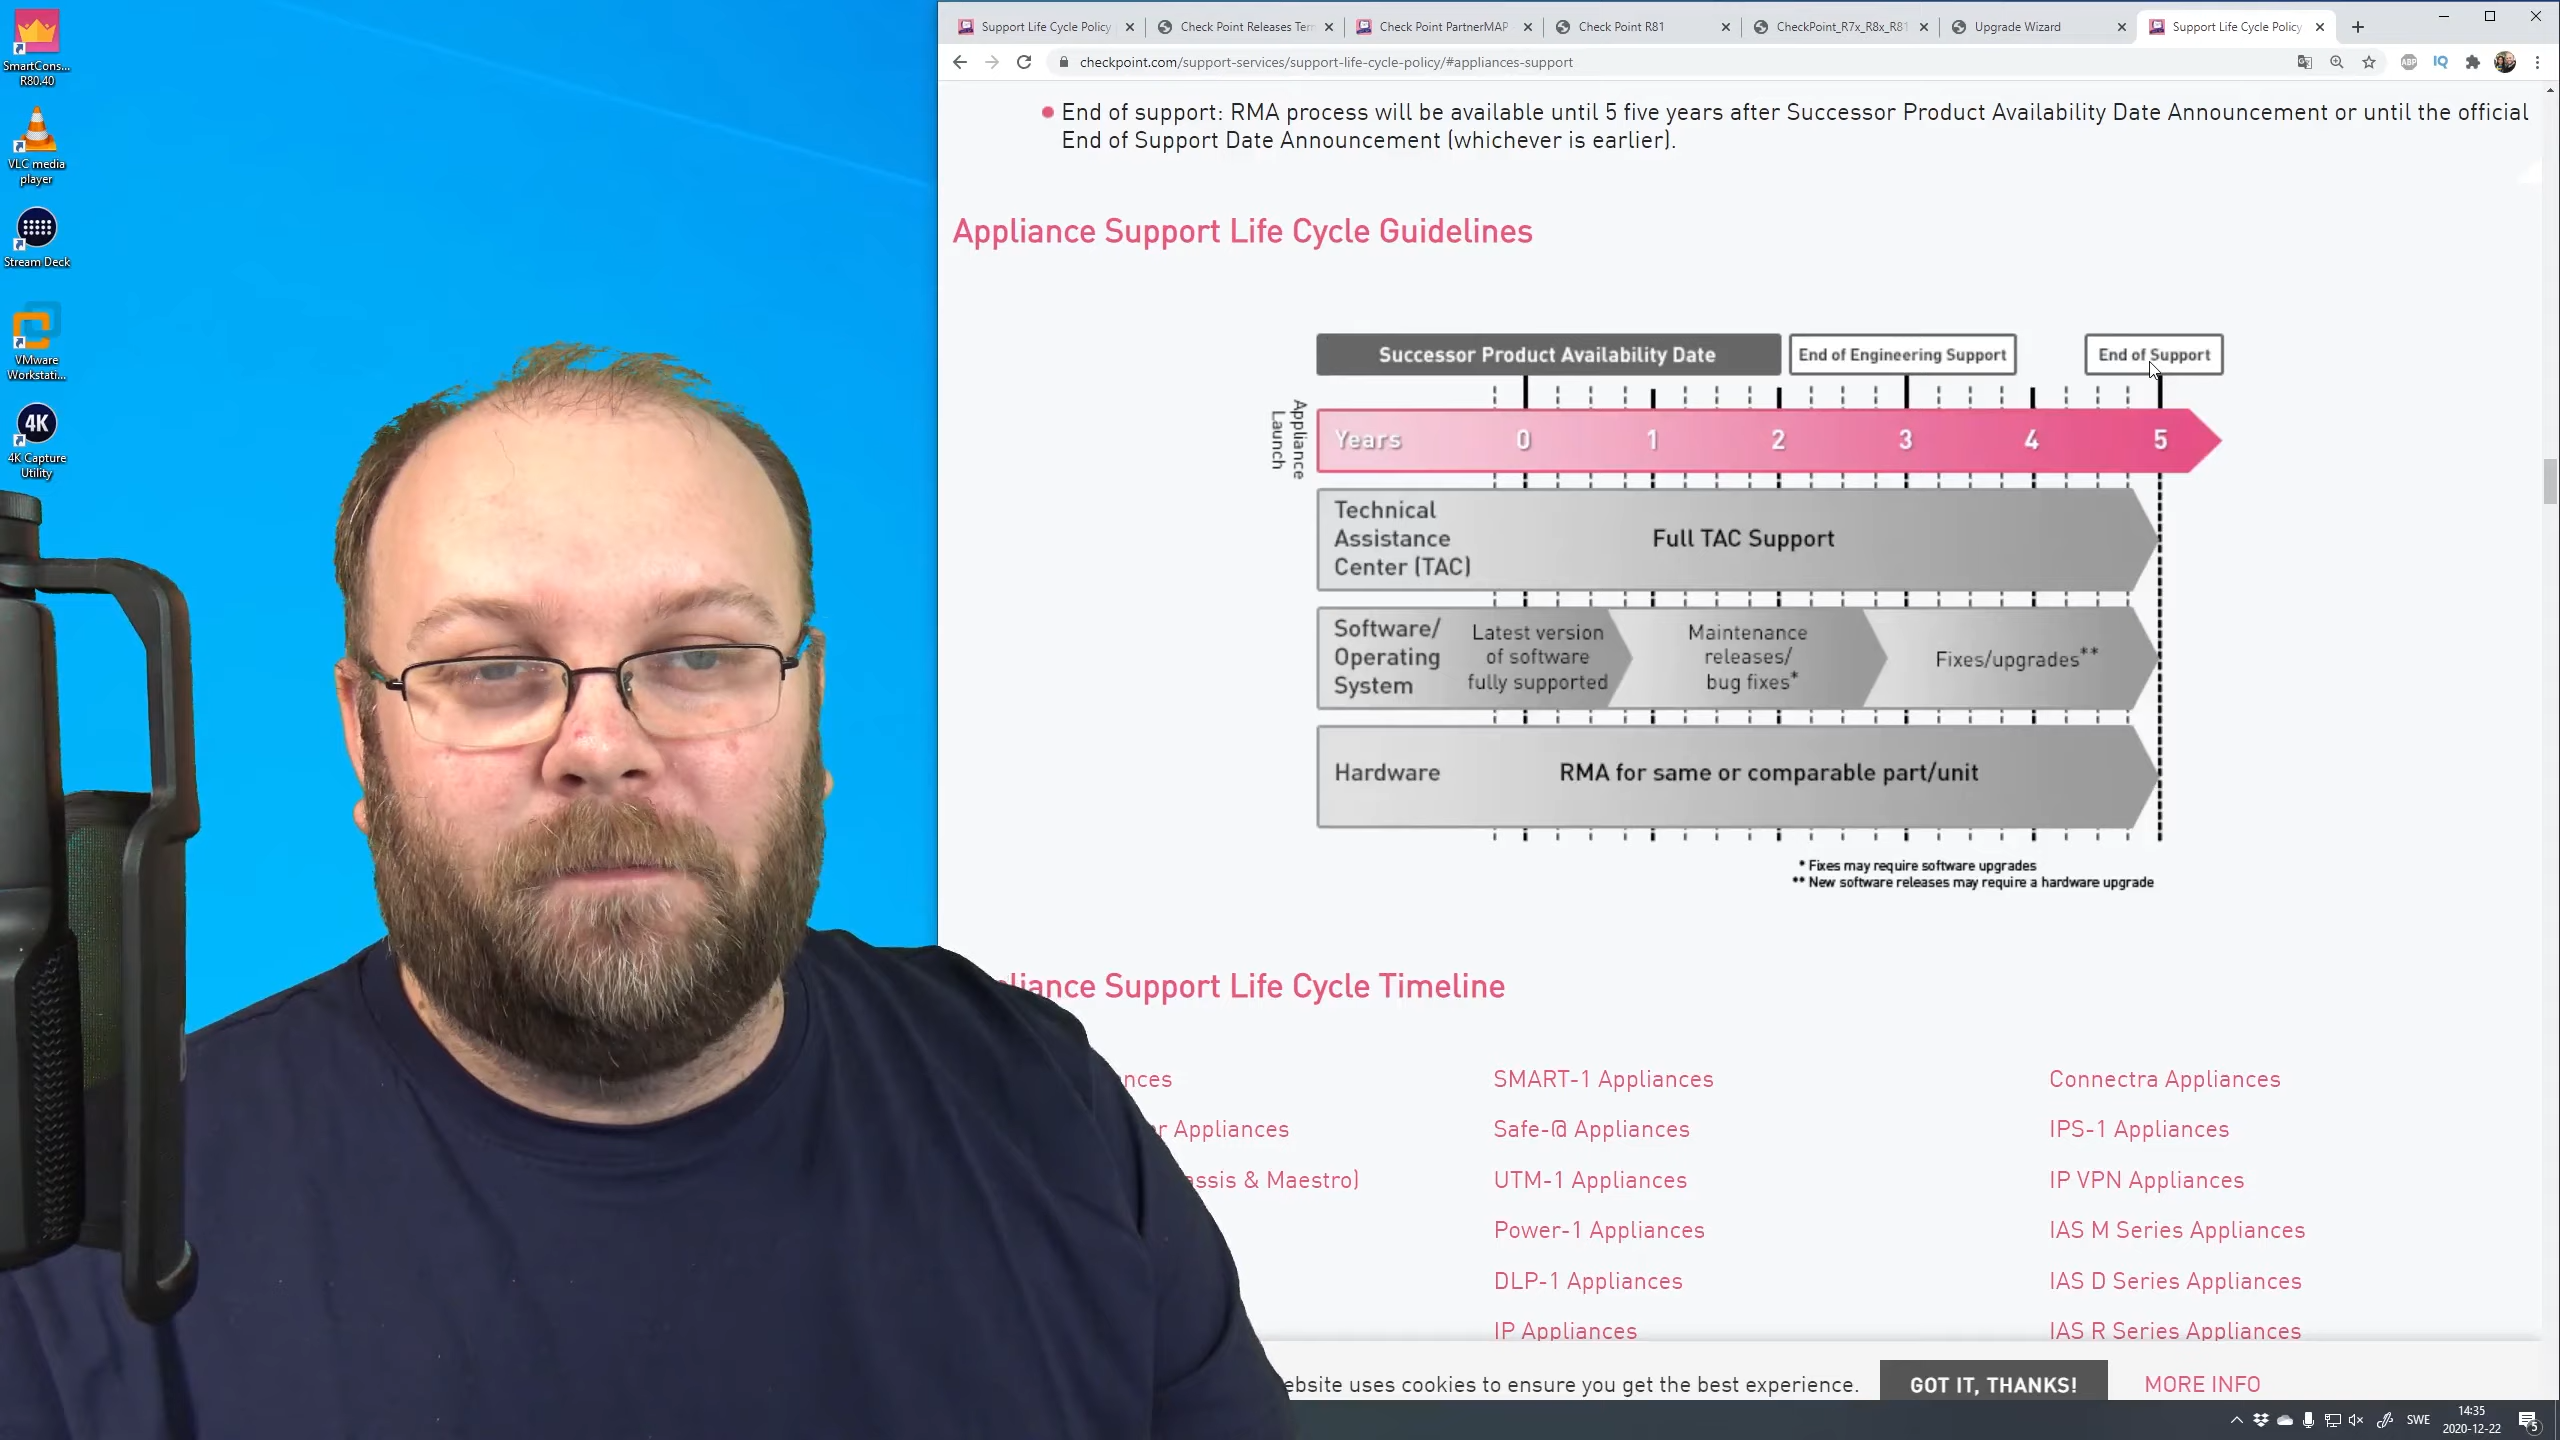 SmartCons...
R80.40
VLC media
player
Stream Deck
VMware
Workstati...
4K
4K Capture
Utility
Support Life Cycle Policy
Check Point Releases Ter
Check Point PartnerMAP
Check Point R81
CheckPoint_R7x_R8x_R81
Upgrade Wizard
Support Life Cycle Policy
checkpoint.com/support-services/support-life-cycle-policy/#appliances-support
ABP
IQ
End of support: RMA process will be available until 5 five years after Successor Product Availability Date Announcement or until the official
End of Support Date Announcement (whichever is earlier).
Appliance Support Life Cycle Guidelines
Successor Product Availability Date
End of Engineering Support
End of Support
Appliance
Launch
Years 0 1 2 3 4 5
Technical
Assistance
Center (TAC)
Full TAC Support
Software/
Operating
System
Latest version
of software
fully supported
Maintenance
releases/
bug fixes*
Fixes/upgrades**
Hardware
RMA for same or comparable part/unit
* Fixes may require software upgrades
** New software releases may require a hardware upgrade
liance Support Life Cycle Timeline
nces
SMART-1 Appliances
Connectra Appliances
r Appliances
Safe-@ Appliances
IPS-1 Appliances
assis & Maestro)
UTM-1 Appliances
IP VPN Appliances
Power-1 Appliances
IAS M Series Appliances
DLP-1 Appliances
IAS D Series Appliances
IP Appliances
IAS R Series Appliances
ebsite uses cookies to ensure you get the best experience.
GOT IT, THANKS!
MORE INFO
SWE
14:35
2020-12-22
5